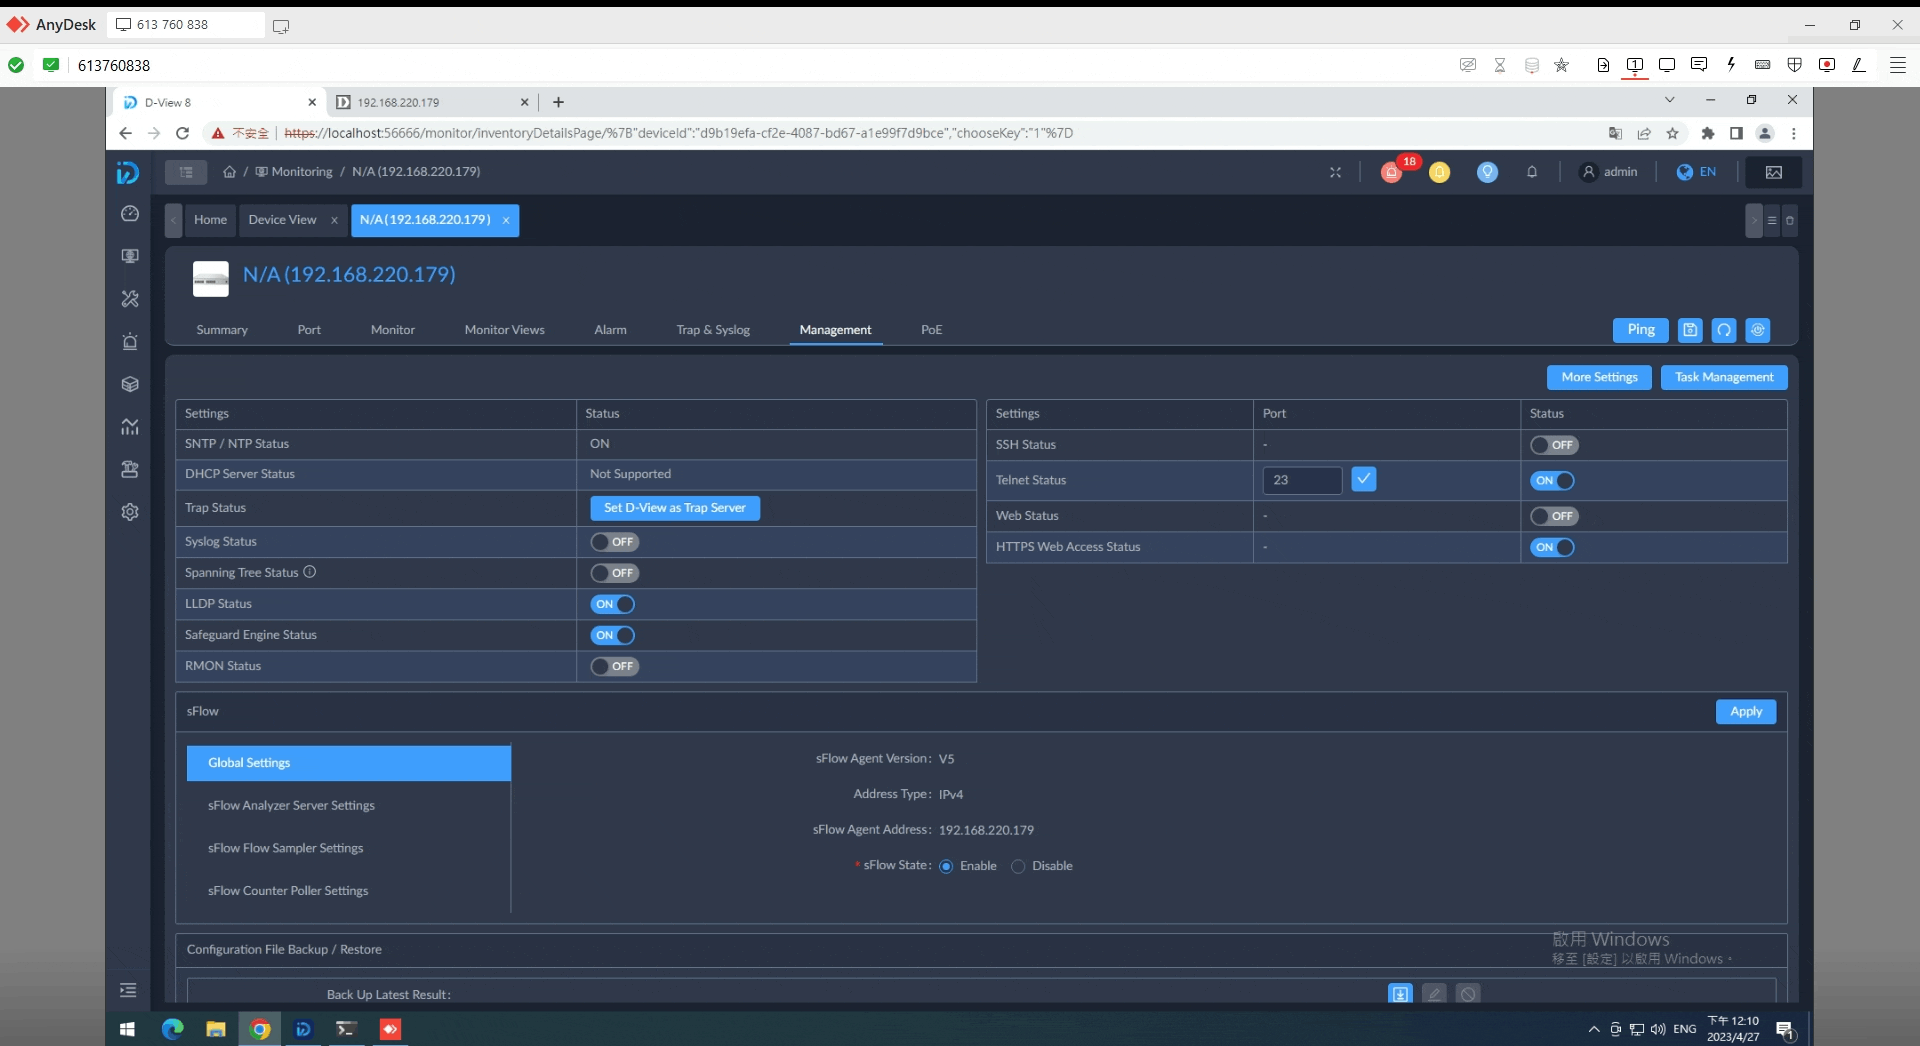 AnyDesk
613 760 838
613760838
D-View 8
192.168.220.179
不安全
https://localhost:56666/monitor/inventoryDetailsPage/%7B"deviceId":"d9b19efa-cf2e-4087-bd67-a1e99f7d9bce","chooseKey":"1"%7D
/ Monitoring / N/A (192.168.220.179)
18
admin
EN
Home
Device View
N/A(192.168.220.179)
N/A (192.168.220.179)
Summary
Port
Monitor
Monitor Views
Alarm
Trap & Syslog
Management
PoE
Ping
More Settings
Task Management
Settings
Status
SNTP / NTP Status
ON
DHCP Server Status
Not Supported
Trap Status
Set D-View as Trap Server
Syslog Status
OFF
Spanning Tree Status
OFF
LLDP Status
ON
Safeguard Engine Status
ON
RMON Status
OFF
Settings
Port
Status
SSH Status
-
OFF
Telnet Status
23
ON
Web Status
-
OFF
HTTPS Web Access Status
-
ON
sFlow
Apply
Global Settings
sFlow Analyzer Server Settings
sFlow Flow Sampler Settings
sFlow Counter Poller Settings
sFlow Agent Version: V5
Address Type: IPv4
sFlow Agent Address: 192.168.220.179
* sFlow State: Enable Disable
Configuration File Backup / Restore
Back Up Latest Result:
啟用 Windows
移至 [設定] 以啟用 Windows。
ENG
下午 12:10
2023/4/27
1